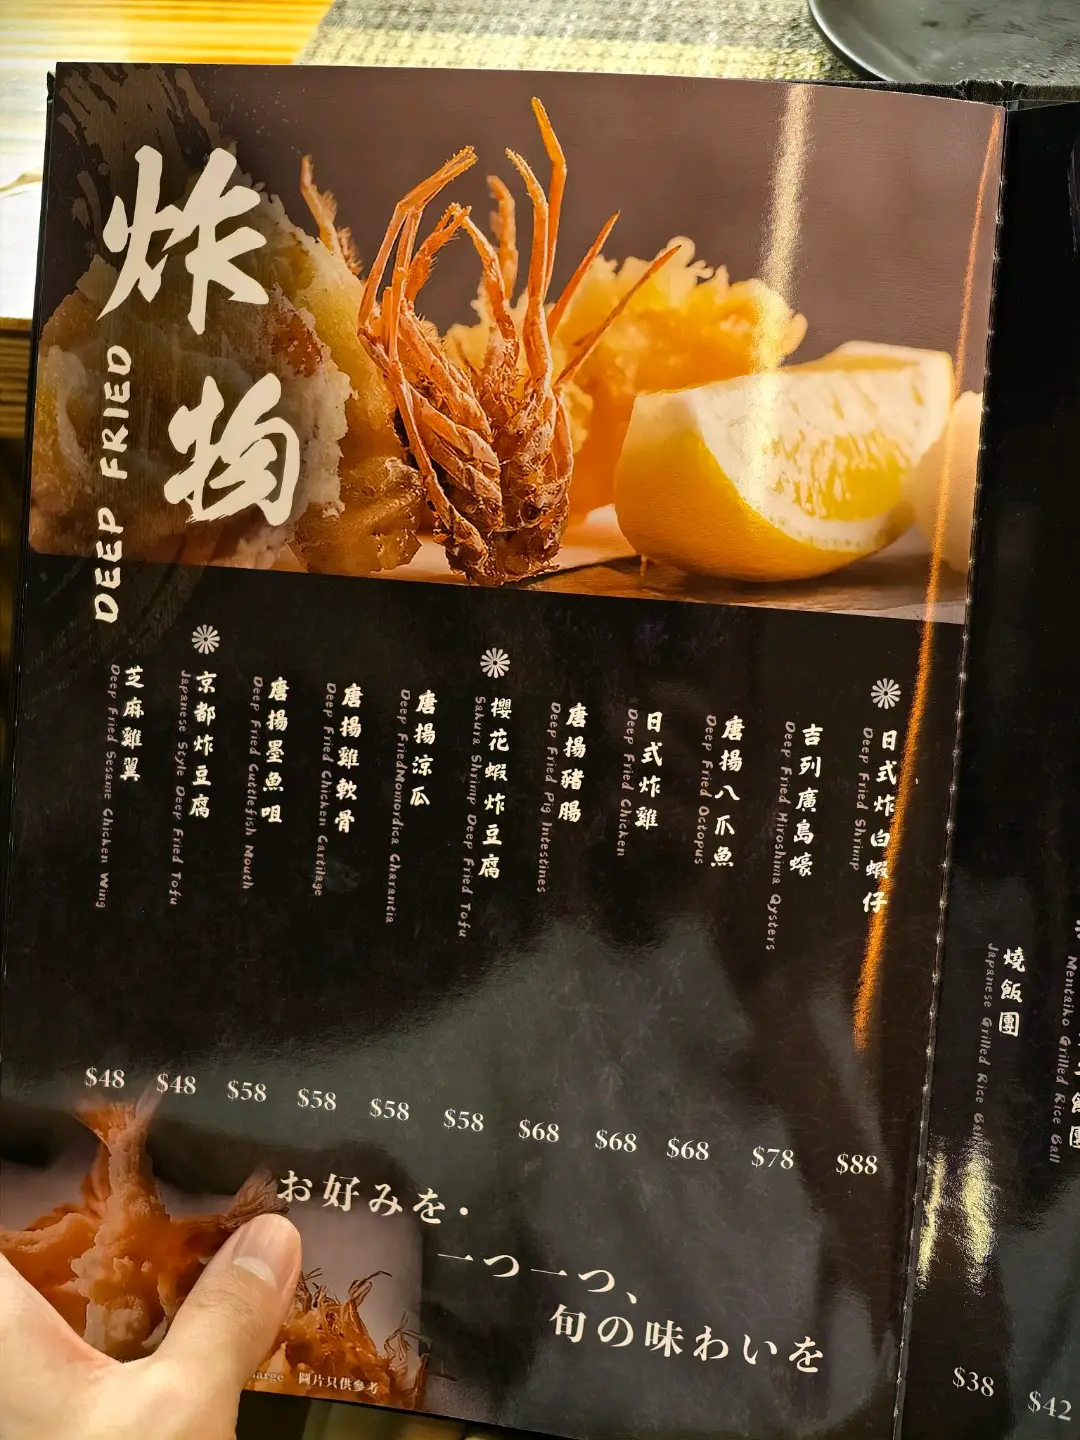 炸物
DEEP FRIED
日式炸白蝦仔
Deep Fried Shrimp
$88
吉列廣島蠔
Deep Fried Hiroshima Oysters
$78
唐揚八爪魚
Deep Fried Octopus
$68
日式炸雞
Deep Fried Chicken
$68
唐揚豬腸
Deep Fried Pig Intestines
$68
櫻花蝦炸豆腐
Sakura Shrimp Deep Fried Tofu
$58
唐揚涼瓜
Deep FriedMomordica Charantia
$58
唐揚雞軟骨
Deep Fried Chicken Cartilage
$58
唐揚墨魚咀
Deep Fried Cuttlefish Mouth
$58
京都炸豆腐
Japanese Style Deep Fried Tofu
$48
芝麻雞翼
Deep Fried Sesame Chicken Wing
$48
お好みを・
一つ一つ、
旬の味わいを
圖片只供參考
Mentaiko Grilled Rice Ball
$42
燒飯團
Japanese Grilled Rice Ball
$38